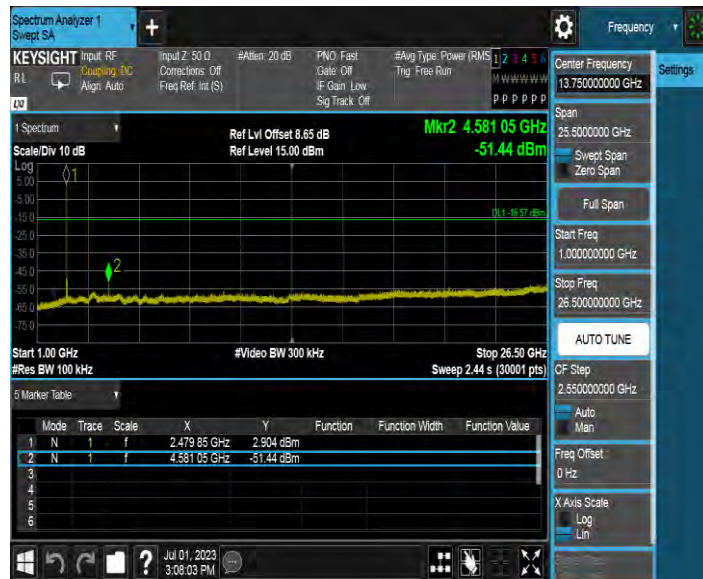 Spectrum Analyzer 1
Swept SA
+
Frequency
KEYSIGHT
RL
LXI
Input: RF
Coupling: DC
Align: Auto
Input Z: 50 Ω
Corrections: Off
Freq Ref: Int (S)
#Atten: 20 dB
PNO: Fast
Gate: Off
IF Gain: Low
Sig Track: Off
#Avg Type: Power (RMS
Trig: Free Run
1 2 3 4 5 6
M W W W W W
P P P P P P
1 Spectrum
Scale/Div 10 dB
Ref Lvl Offset 8.65 dB
Ref Level 15.00 dBm
Mkr2 4.581 05 GHz
-51.44 dBm
Log
5.00
-5.00
-15.0
-25.0
-35.0
-45.0
-55.0
-65.0
-75.0
1
2
DL1 -16.57 dBm
Start 1.00 GHz
#Res BW 100 kHz
#Video BW 300 kHz
Stop 26.50 GHz
Sweep 2.44 s (30001 pts)
5 Marker Table
Mode Trace Scale X Y Function Function Width Function Value
1 N 1 f 2.479 85 GHz 2.904 dBm
2 N 1 f 4.581 05 GHz -51.44 dBm
3
4
5
6
Jul 01, 2023
3:08:03 PM
?
Center Frequency
13.750000000 GHz
Settings
Span
25.5000000 GHz
Swept Span
Zero Span
Full Span
Start Freq
1.000000000 GHz
Stop Freq
26.500000000 GHz
AUTO TUNE
CF Step
2.550000000 GHz
Auto
Man
Freq Offset
0 Hz
X Axis Scale
Log
Lin